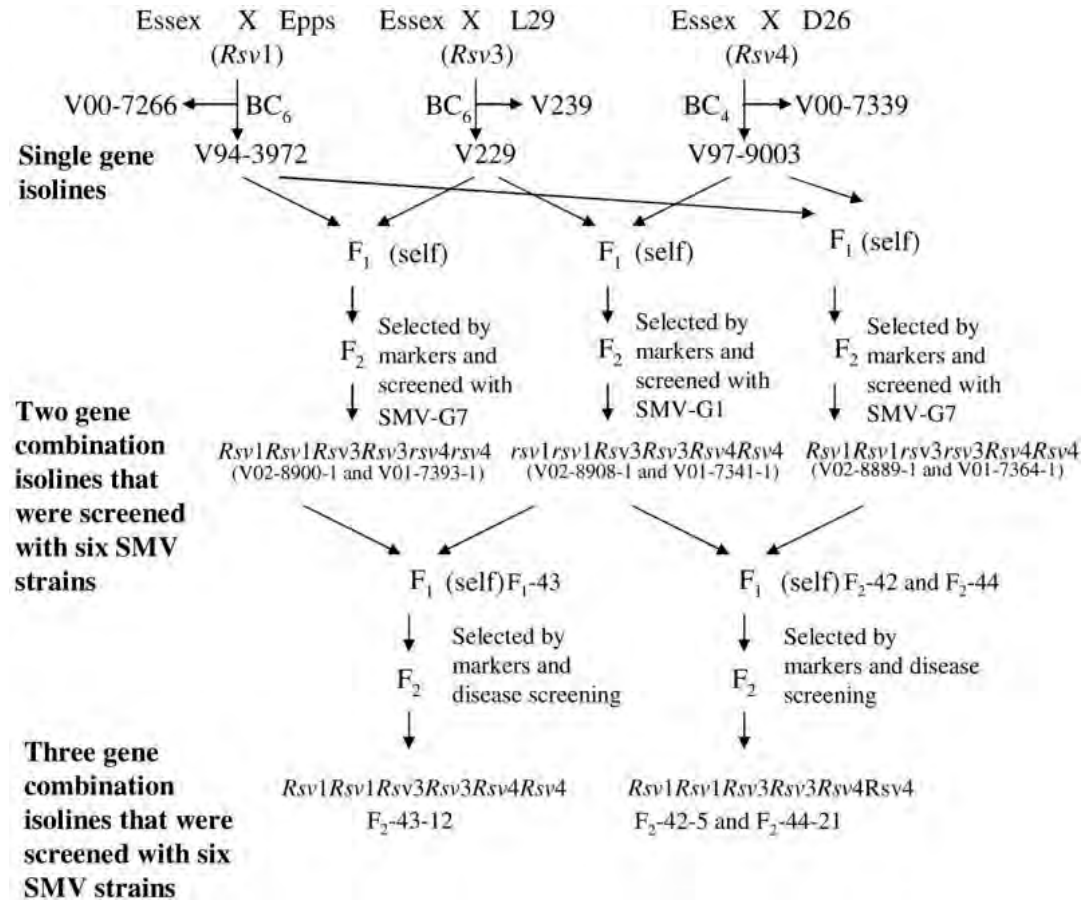 Essex X Epps Essex X L29 Essex X D26
(Rsv1) (Rsv3) (Rsv4)
V00-7266 BC6 BC6 V239 BC4 V00-7339
Single gene
isolines
V94-3972 V229 V97-9003
F1 (self) F1 (self) F1 (self)
F2
Selected by
markers and
screened with
SMV-G7
F2
Selected by
markers and
screened with
SMV-G1
F2
Selected by
markers and
screened with
SMV-G7
Two gene
combination
isolines that
were screened
with six SMV
strains
Rsv1Rsv1Rsv3Rsv3rsv4rsv4 rsv1rsv1Rsv3Rsv3Rsv4Rsv4 Rsv1Rsv1rsv3rsv3Rsv4Rsv4
(V02-8900-1 and V01-7393-1) (V02-8908-1 and V01-7341-1) (V02-8889-1 and V01-7364-1)
F1 (self) F1-43 F1 (self) F2-42 and F2-44
F2
Selected by
markers and
disease screening
F2
Selected by
markers and disease
screening
Three gene
combination
isolines that were
screened with six
SMV strains
Rsv1Rsv1Rsv3Rsv3Rsv4Rsv4 Rsv1Rsv1Rsv3Rsv3Rsv4Rsv4
F2-43-12 F2-42-5 and F2-44-21